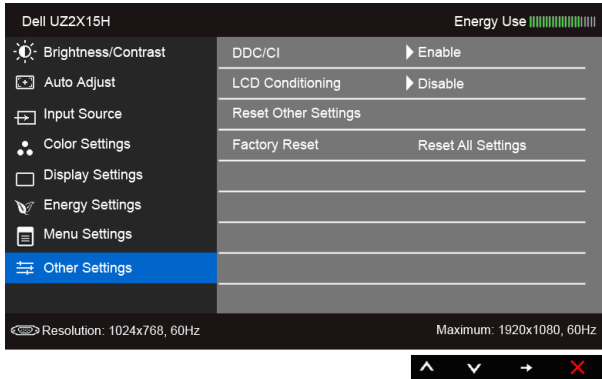 Dell UZ2X15H Energy Use
Brightness/Contrast DDC/CI Enable
Auto Adjust LCD Conditioning Disable
Input Source Reset Other Settings
Color Settings Factory Reset Reset All Settings
Display Settings
Energy Settings
Menu Settings
Other Settings
Resolution: 1024x768, 60Hz Maximum: 1920x1080, 60Hz